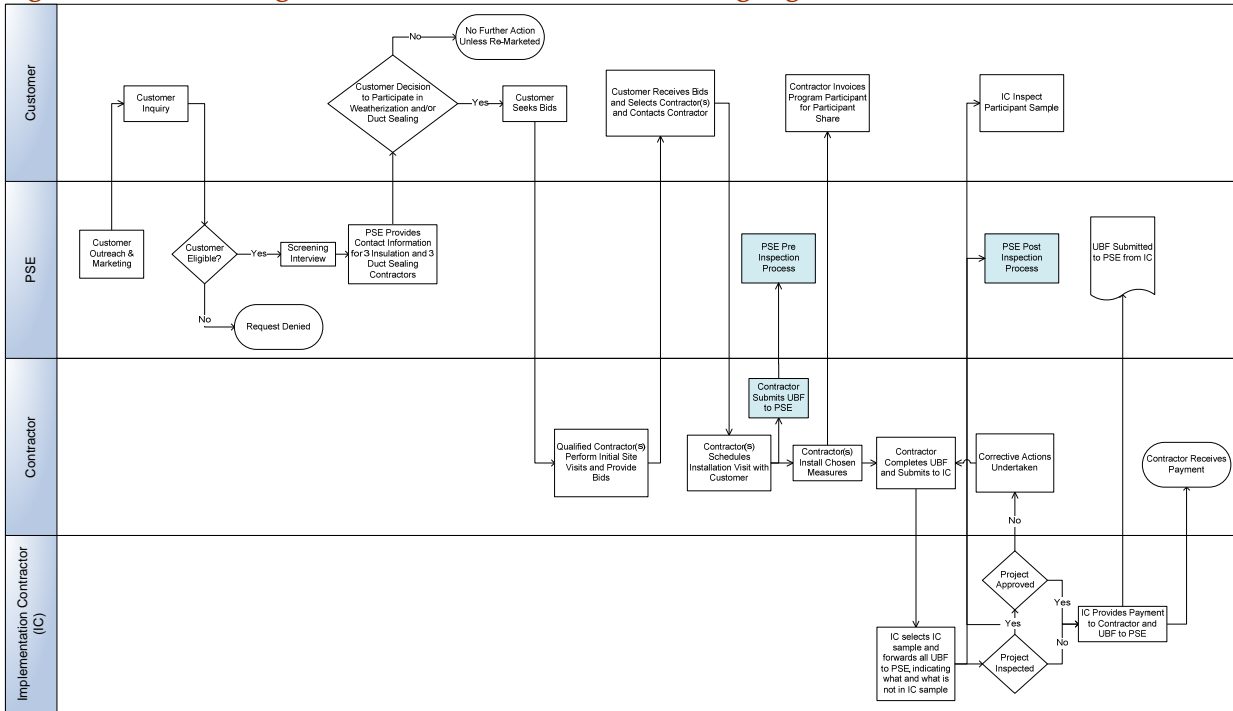 Customer
No
No Further Action
Unless Re-Marketed
Customer
Inquiry
Customer Decision
to Participate in
Weatherization and/or
Duct Sealing
Yes
Customer
Seeks Bids
Customer Receives Bids
and Selects Contractor(s)
and Contacts Contractor
Contractor Invoices
Program Participant
for Participant
Share
IC Inspect
Participant Sample
PSE
Customer
Outreach &
Marketing
Customer
Eligible?
Yes
Screening
Interview
PSE Provides
Contact Information
for 3 Insulation and 3
Duct Sealing
Contractors
No
Request Denied
PSE Pre
Inspection
Process
PSE Post
Inspection
Process
UBF Submitted
to PSE from IC
Contractor
Qualified Contractor(s)
Perform Initial Site
Visits and Provide
Bids
Contractor
Submits UBF
to PSE
Contractor(s)
Schedules
Installation Visit with
Customer
Contractor(s)
Install Chosen
Measures
Contractor
Completes UBF
and Submits to IC
Corrective Actions
Undertaken
Contractor Receives
Payment
No
Implementation Contractor
(IC)
IC selects IC
sample and
forwards all UBF
to PSE, indicating
what and what is
not in IC sample
Project
Approved
Yes
Yes
Project
Inspected
No
IC Provides Payment
to Contractor and
UBF to PSE